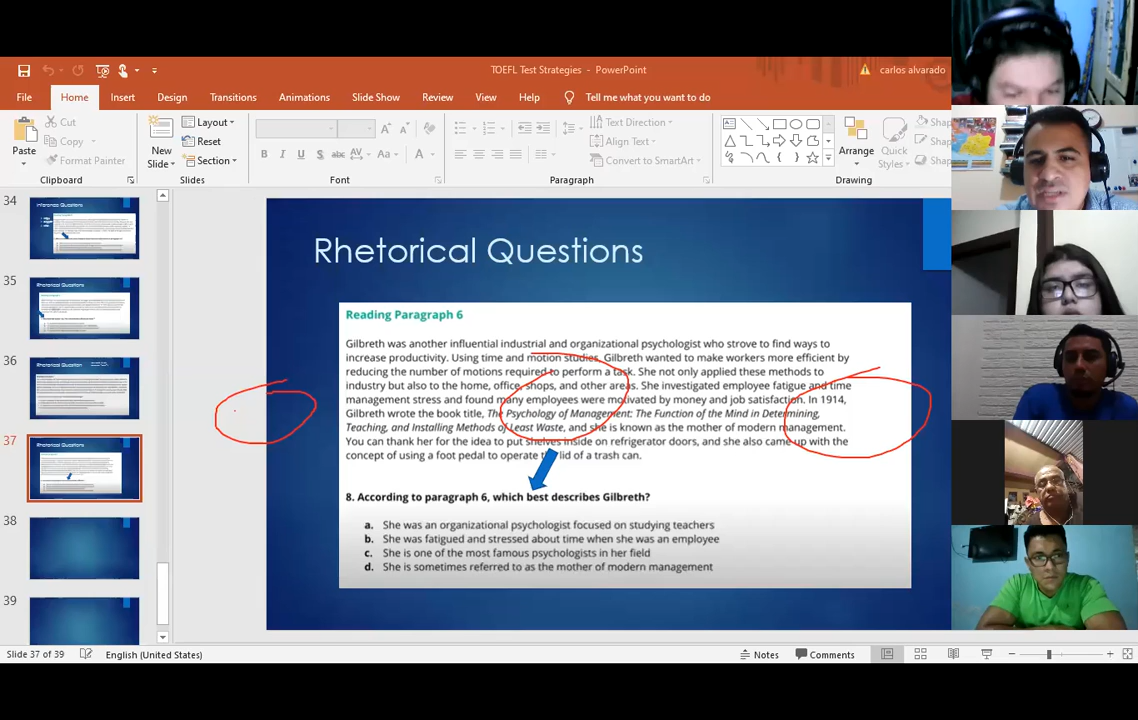 TOEFL Test Strategies - PowerPoint
carlos alvarado
File Home Insert Design Transitions Animations Slide Show Review View Help Tell me what you want to do
Cut
Copy
Format Painter
Paste
New Slide
Layout
Reset
Section
B I U S abc AV Aa A
Text Direction
Align Text
Convert to SmartArt
Arrange
Quick Styles
Shap
Shap
Shap
Clipboard Slides Font Paragraph Drawing
34
Inference Questions
35
36
37
38
39
Rhetorical Questions
Reading Paragraph 6
Gilbreth was another influential industrial and organizational psychologist who strove to find ways to
increase productivity. Using time and motion studies, Gilbreth wanted to make workers more efficient by
reducing the number of motions required to perform a task. She not only applied these methods to
industry but also to the home, office, shops, and other areas. She investigated employee fatigue and time
management stress and found many employees were motivated by money and job satisfaction. In 1914,
Gilbreth wrote the book title, The Psychology of Management: The Function of the Mind in Determining,
Teaching, and Installing Methods of Least Waste, and she is known as the mother of modern management.
You can thank her for the idea to put shelves inside on refrigerator doors, and she also came up with the
concept of using a foot pedal to operate the lid of a trash can.
8. According to paragraph 6, which best describes Gilbreth?
a. She was an organizational psychologist focused on studying teachers
b. She was fatigued and stressed about time when she was an employee
c. She is one of the most famous psychologists in her field
d. She is sometimes referred to as the mother of modern management
Slide 37 of 39 English (United States) Notes Comments